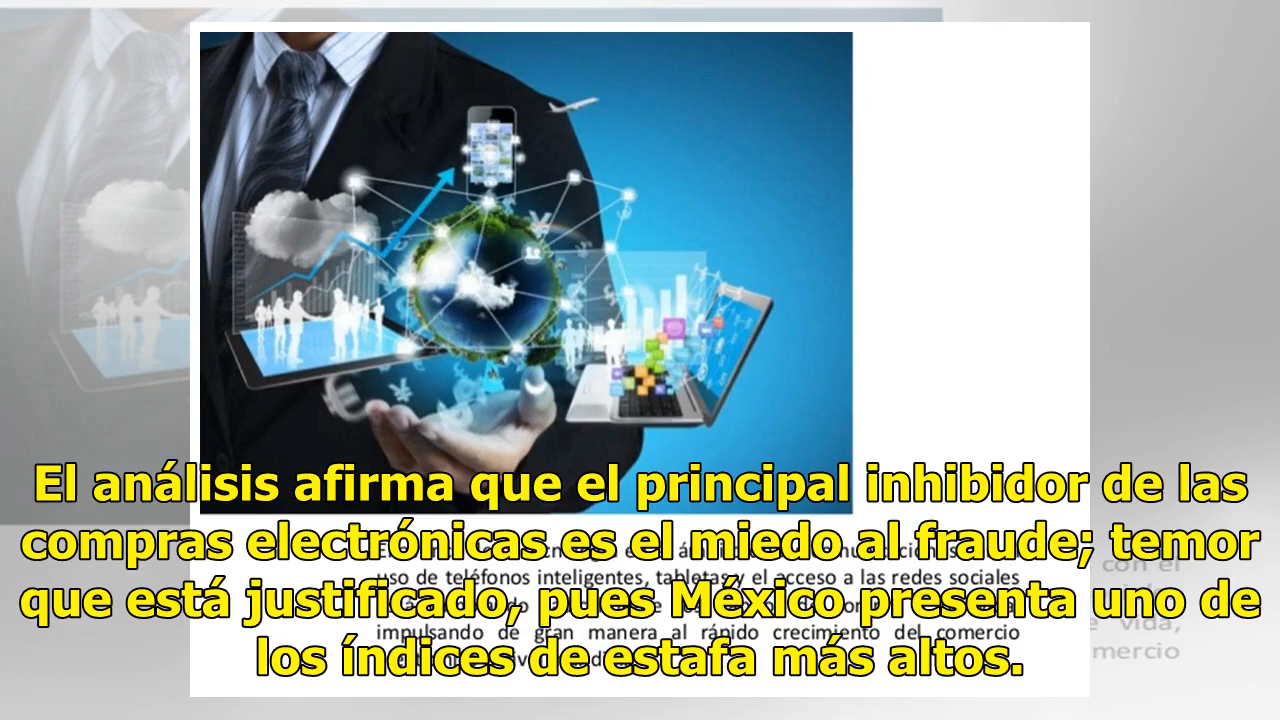 El análisis afirma que el principal inhibidor de las
compras electrónicas es el miedo al fraude; temor
que está justificado, pues México presenta uno de
los índices de estafa más altos.
uso de teléfonos inteligentes, tabletas y el acceso a las redes sociales
impulsando de gran manera al rápido crecimiento del comercio
con el
vida,
mercio